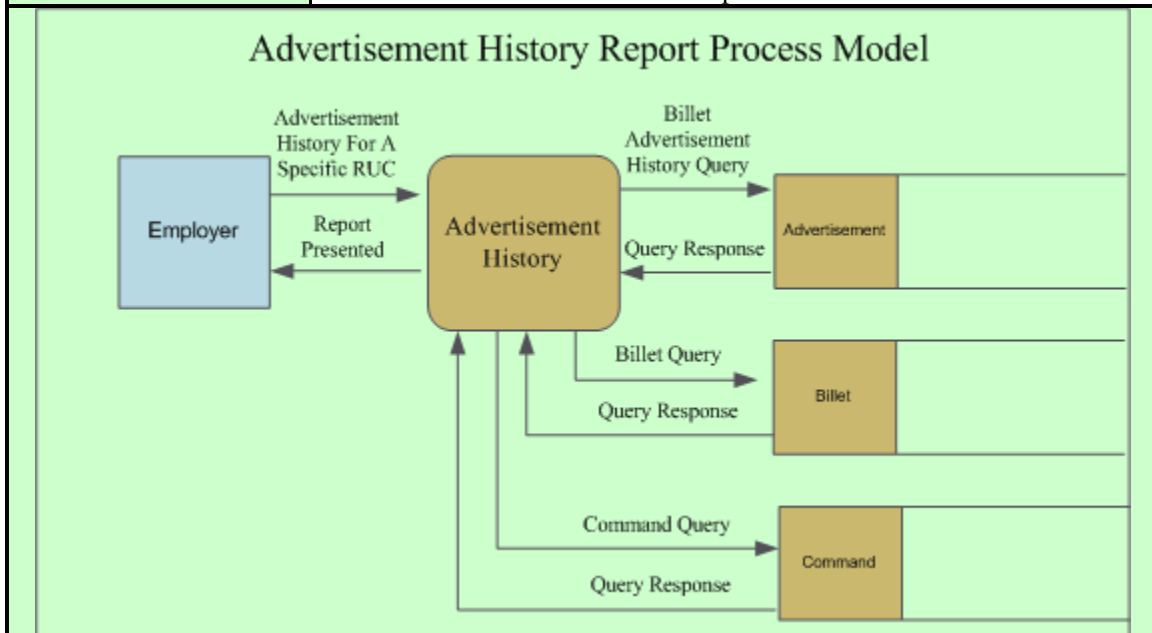 Advertisement History Report Process Model
Advertisement
History For A
Specific RUC
Billet
Advertisement
History Query
Employer
Advertisement
History
Advertisement
Report
Presented
Query Response
Billet Query
Query Response
Billet
Command Query
Query Response
Command